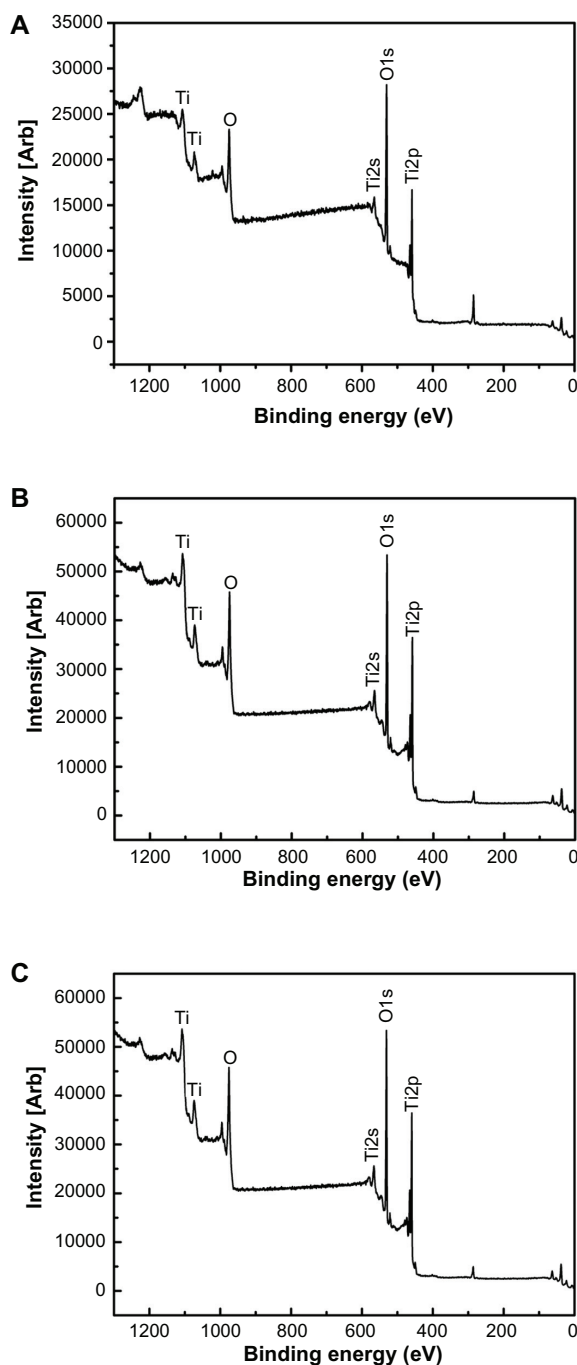 A
35000
30000
25000
20000
15000
10000
5000
0
Intensity [Arb]
Ti
Ti
O
Ti2s
O1s
Ti2p
1200 1000 800 600 400 200 0
Binding energy (eV)
B
60000
50000
40000
30000
20000
10000
0
Intensity [Arb]
Ti
Ti
O
Ti2s
O1s
Ti2p
1200 1000 800 600 400 200 0
Binding energy (eV)
C
60000
50000
40000
30000
20000
10000
0
Intensity [Arb]
Ti
Ti
O
Ti2s
O1s
Ti2p
1200 1000 800 600 400 200 0
Binding energy (eV)